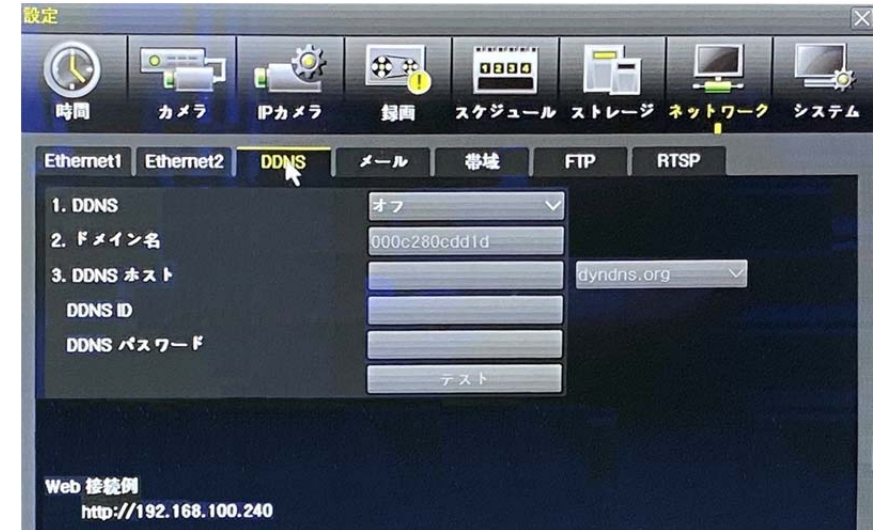 設定
1234
時間 カメラ IPカメラ 録画 スケジュール ストレージ ネットワーク システム
Ethernet1 Ethernet2 DDNS メール 帯域 FTP RTSP
1. DDNS オフ
2. ドメイン名 000c280cdd1d
3. DDNS ホスト dyndns.org
DDNS ID
DDNS パスワード
テスト
Web 接続例
http://192.168.100.240